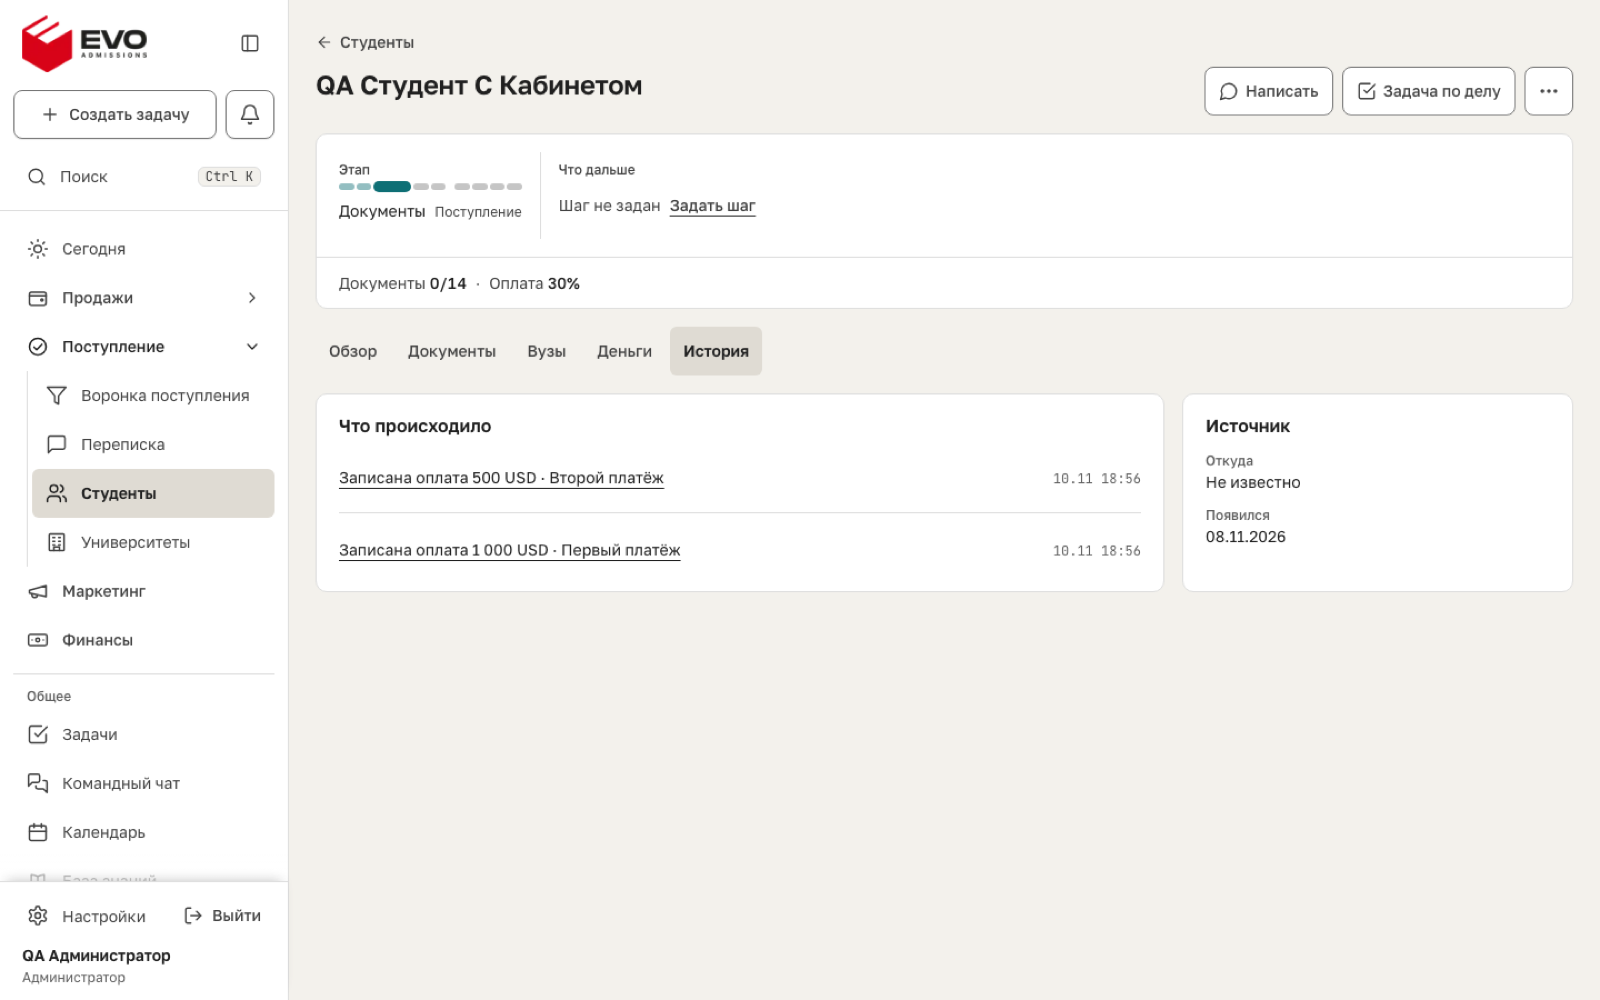 EVO
ADMISSIONS
Создать задачу
Поиск
Ctrl K
Сегодня
Продажи
Поступление
Воронка поступления
Переписка
Студенты
Университеты
Маркетинг
Финансы
Общее
Задачи
Командный чат
Календарь
База знаний
Настройки
Выйти
QA Администратор
Администратор
Студенты
QA Студент С Кабинетом
Написать
Задача по делу
Этап
Документы Поступление
Что дальше
Шаг не задан Задать шаг
Документы 0/14 · Оплата 30%
Обзор
Документы
Вузы
Деньги
История
Что происходило
Записана оплата 500 USD · Второй платёж 10.11 18:56
Записана оплата 1 000 USD · Первый платёж 10.11 18:56
Источник
Откуда
Не известно
Появился
08.11.2026